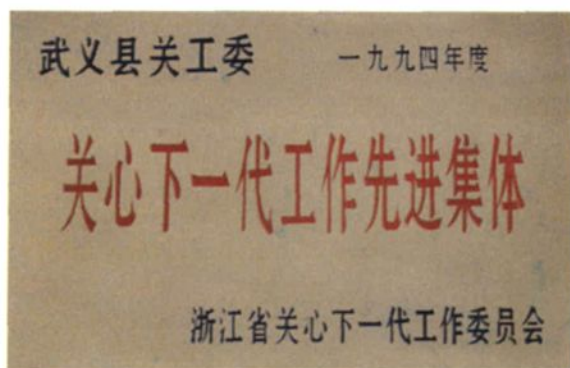 武义县关工委 一九九四年度
关心下一代工作先进集体
浙江省关心下一代工作委员会